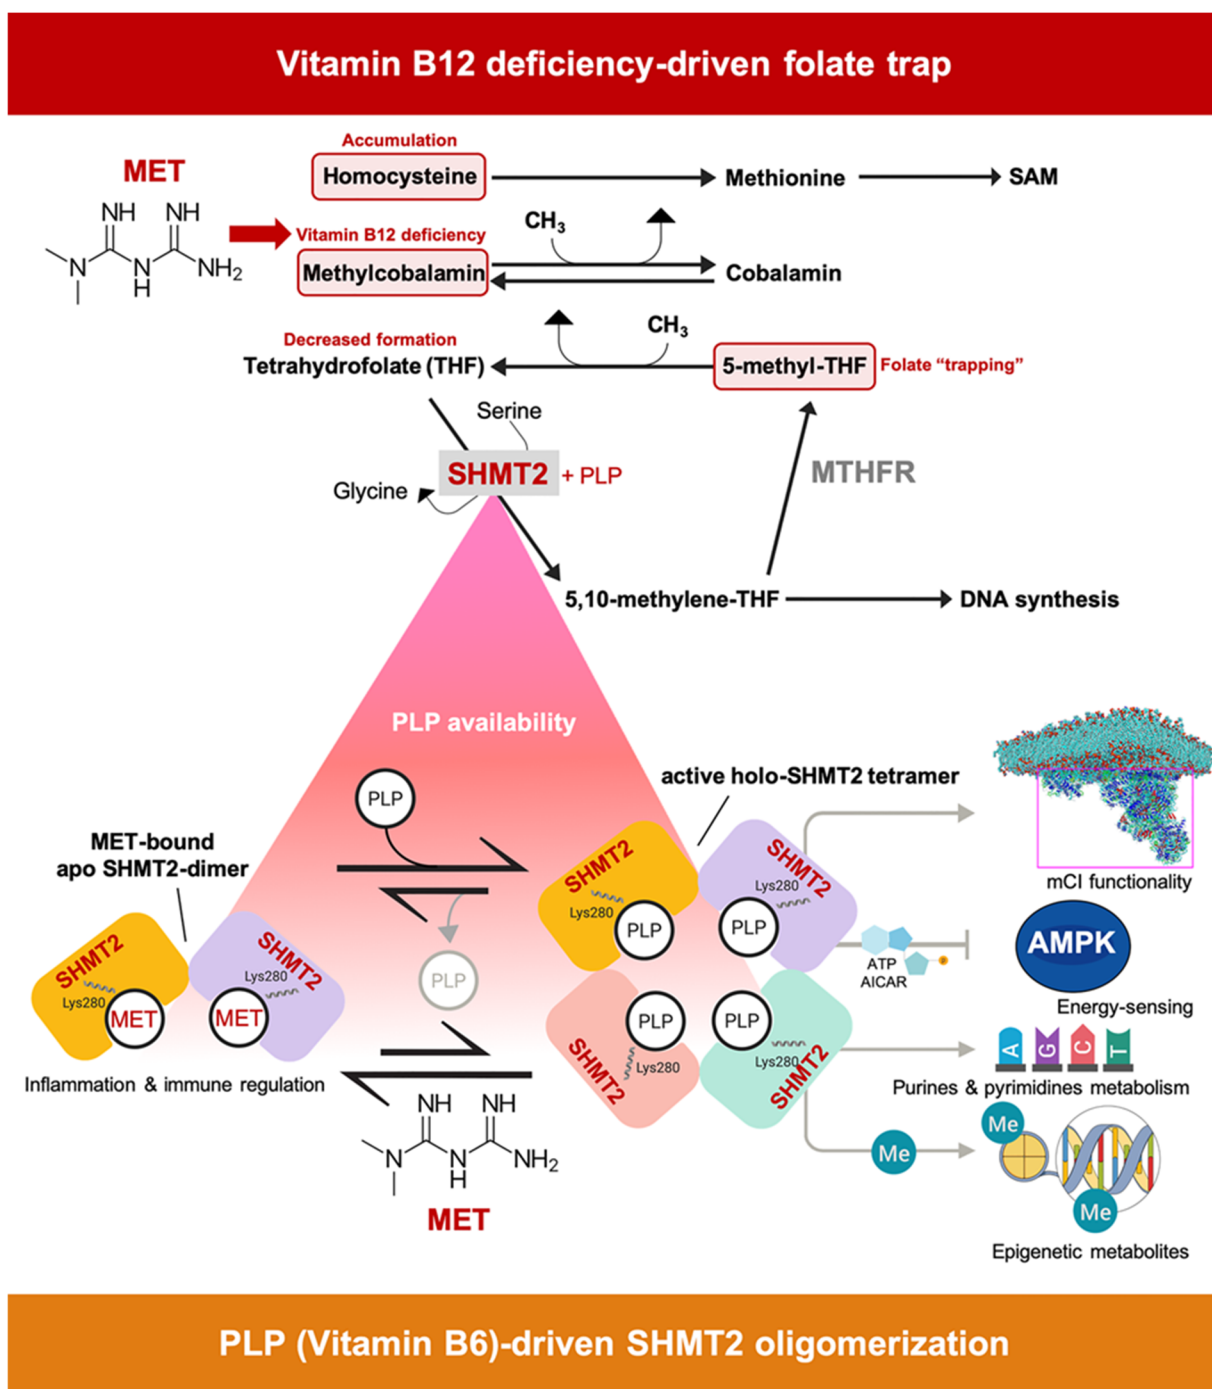 Vitamin B12 deficiency-driven folate trap
Accumulation
MET
Homocysteine
Methionine
SAM
NH NH
N N H NH2
Vitamin B12 deficiency
CH3
Methylcobalamin
Cobalamin
Decreased formation
CH3
Tetrahydrofolate (THF)
5-methyl-THF
Folate “trapping”
Serine
SHMT2 + PLP
Glycine
MTHFR
5,10-methylene-THF
DNA synthesis
PLP availability
PLP
active holo-SHMT2 tetramer
mCI functionality
MET-bound
apo SHMT2-dimer
SHMT2
Lys280
MET
SHMT2
Lys280
MET
Inflammation & immune regulation
PLP
SHMT2
Lys280
PLP
SHMT2
Lys280
PLP
SHMT2
Lys280
PLP
SHMT2
Lys280
PLP
ATP
AICAR
P
AMPK
Energy-sensing
A G C T
Purines & pyrimidines metabolism
Me
Me
Me
Epigenetic metabolites
NH NH
N N H NH2
MET
PLP (Vitamin B6)-driven SHMT2 oligomerization